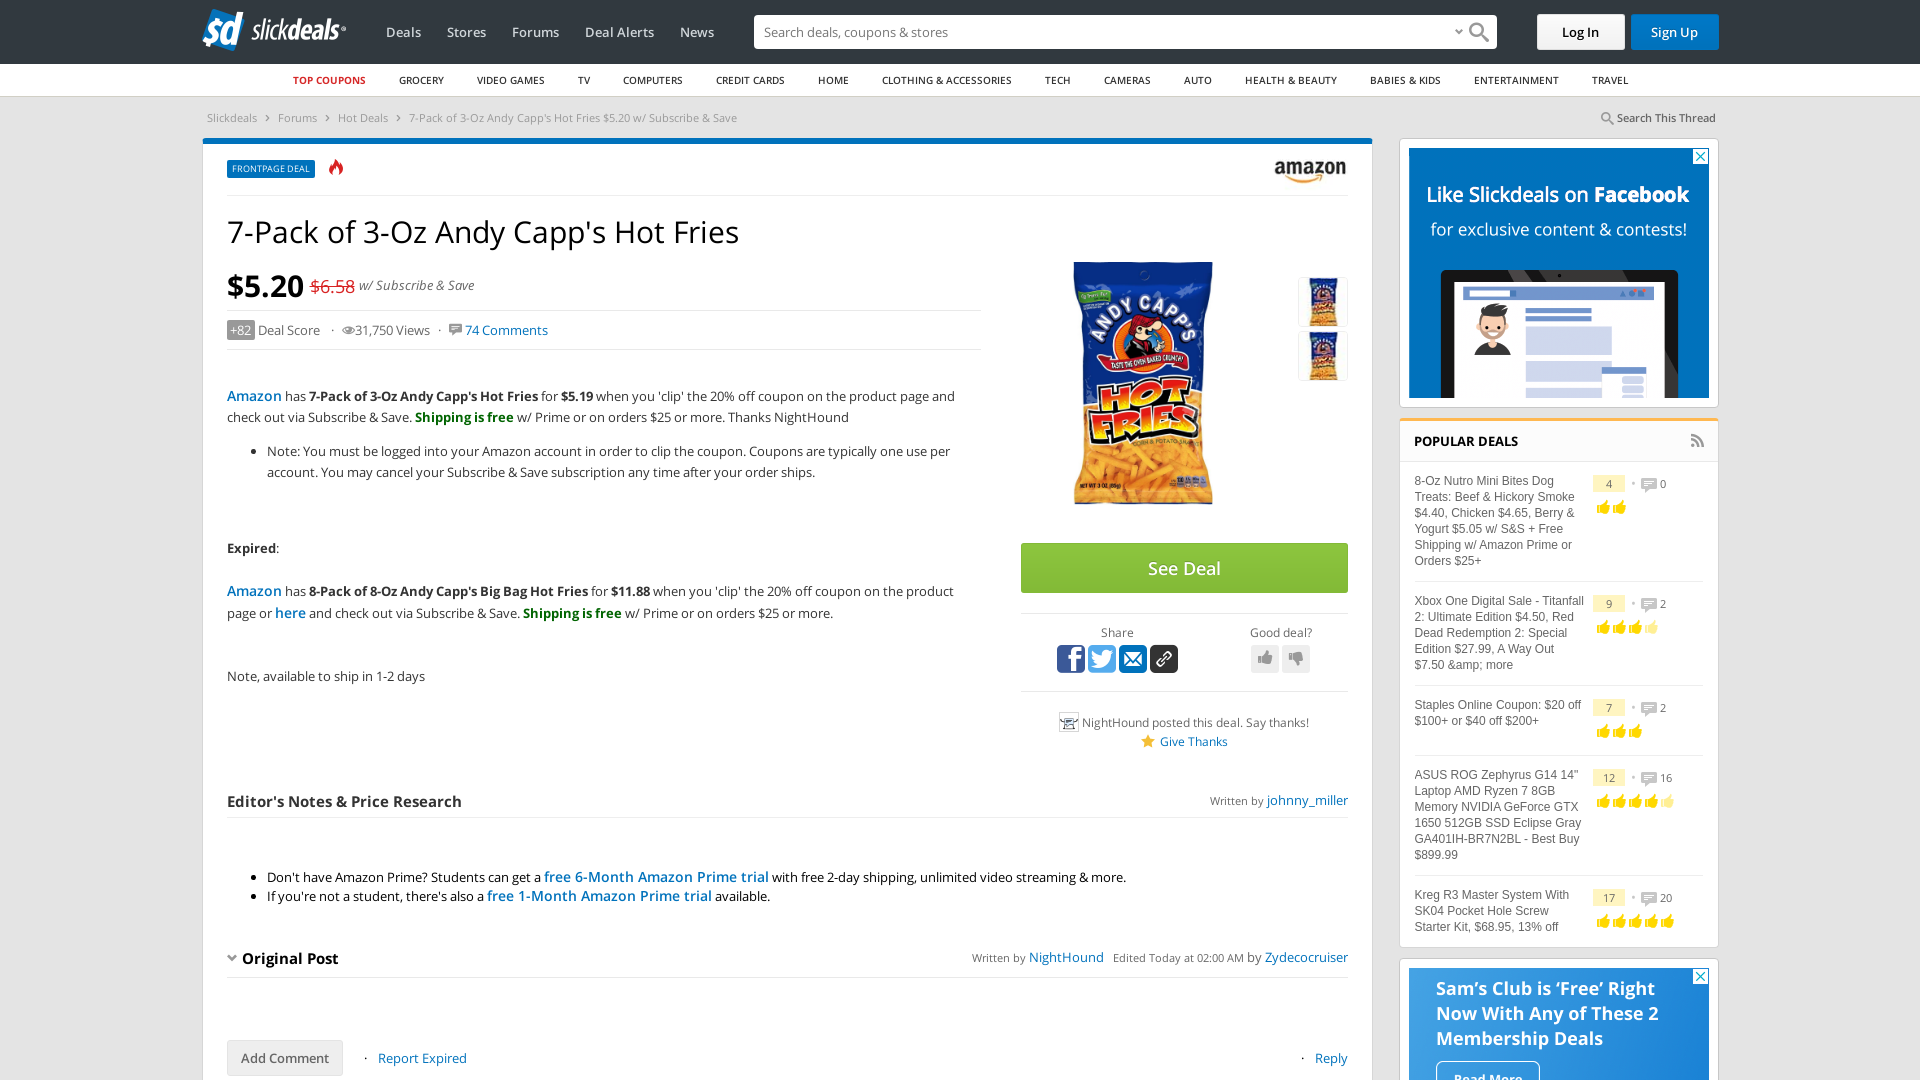 sd slickdeals
Deals Stores Forums Deal Alerts News
Search deals, coupons & stores
Log In Sign Up
TOP COUPONS GROCERY VIDEO GAMES TV COMPUTERS CREDIT CARDS HOME CLOTHING & ACCESSORIES TECH CAMERAS AUTO HEALTH & BEAUTY BABIES & KIDS ENTERTAINMENT TRAVEL
Slickdeals › Forums › Hot Deals › 7-Pack of 3-Oz Andy Capp's Hot Fries $5.20 w/ Subscribe & Save
Search This Thread
FRONTPAGE DEAL
amazon
7-Pack of 3-Oz Andy Capp's Hot Fries
$5.20 $6.58 w/ Subscribe & Save
+82 Deal Score · 31,750 Views · 74 Comments
Amazon has 7-Pack of 3-Oz Andy Capp's Hot Fries for $5.19 when you 'clip' the 20% off coupon on the product page and
check out via Subscribe & Save. Shipping is free w/ Prime or on orders $25 or more. Thanks NightHound
Note: You must be logged into your Amazon account in order to clip the coupon. Coupons are typically one use per
account. You may cancel your Subscribe & Save subscription any time after your order ships.
Expired:
Amazon has 8-Pack of 8-Oz Andy Capp's Big Bag Hot Fries for $11.88 when you 'clip' the 20% off coupon on the product
page or here and check out via Subscribe & Save. Shipping is free w/ Prime or on orders $25 or more.
Note, available to ship in 1-2 days
ANDY CAPP'S
TASTE THE OVEN BAKED CRUNCH!
HOT
FRIES
See Deal
Share
Good deal?
NightHound posted this deal. Say thanks!
Give Thanks
Editor's Notes & Price Research
Written by johnny_miller
Don't have Amazon Prime? Students can get a free 6-Month Amazon Prime trial with free 2-day shipping, unlimited video streaming & more.
If you're not a student, there's also a free 1-Month Amazon Prime trial available.
Original Post
Written by NightHound Edited Today at 02:00 AM by Zydecocruiser
Add Comment · Report Expired
· Reply
Like Slickdeals on Facebook
for exclusive content & contests!
POPULAR DEALS
8-Oz Nutro Mini Bites Dog
Treats: Beef & Hickory Smoke
$4.40, Chicken $4.65, Berry &
Yogurt $5.05 w/ S&S + Free
Shipping w/ Amazon Prime or
Orders $25+
4 • 0
Xbox One Digital Sale - Titanfall
2: Ultimate Edition $4.50, Red
Dead Redemption 2: Special
Edition $27.99, A Way Out
$7.50 &amp; more
9 • 2
Staples Online Coupon: $20 off
$100+ or $40 off $200+
7 • 2
ASUS ROG Zephyrus G14 14"
Laptop AMD Ryzen 7 8GB
Memory NVIDIA GeForce GTX
1650 512GB SSD Eclipse Gray
GA401IH-BR7N2BL - Best Buy
$899.99
12 • 16
Kreg R3 Master System With
SK04 Pocket Hole Screw
Starter Kit, $68.95, 13% off
17 • 20
Sam's Club is 'Free' Right
Now With Any of These 2
Membership Deals
Read More